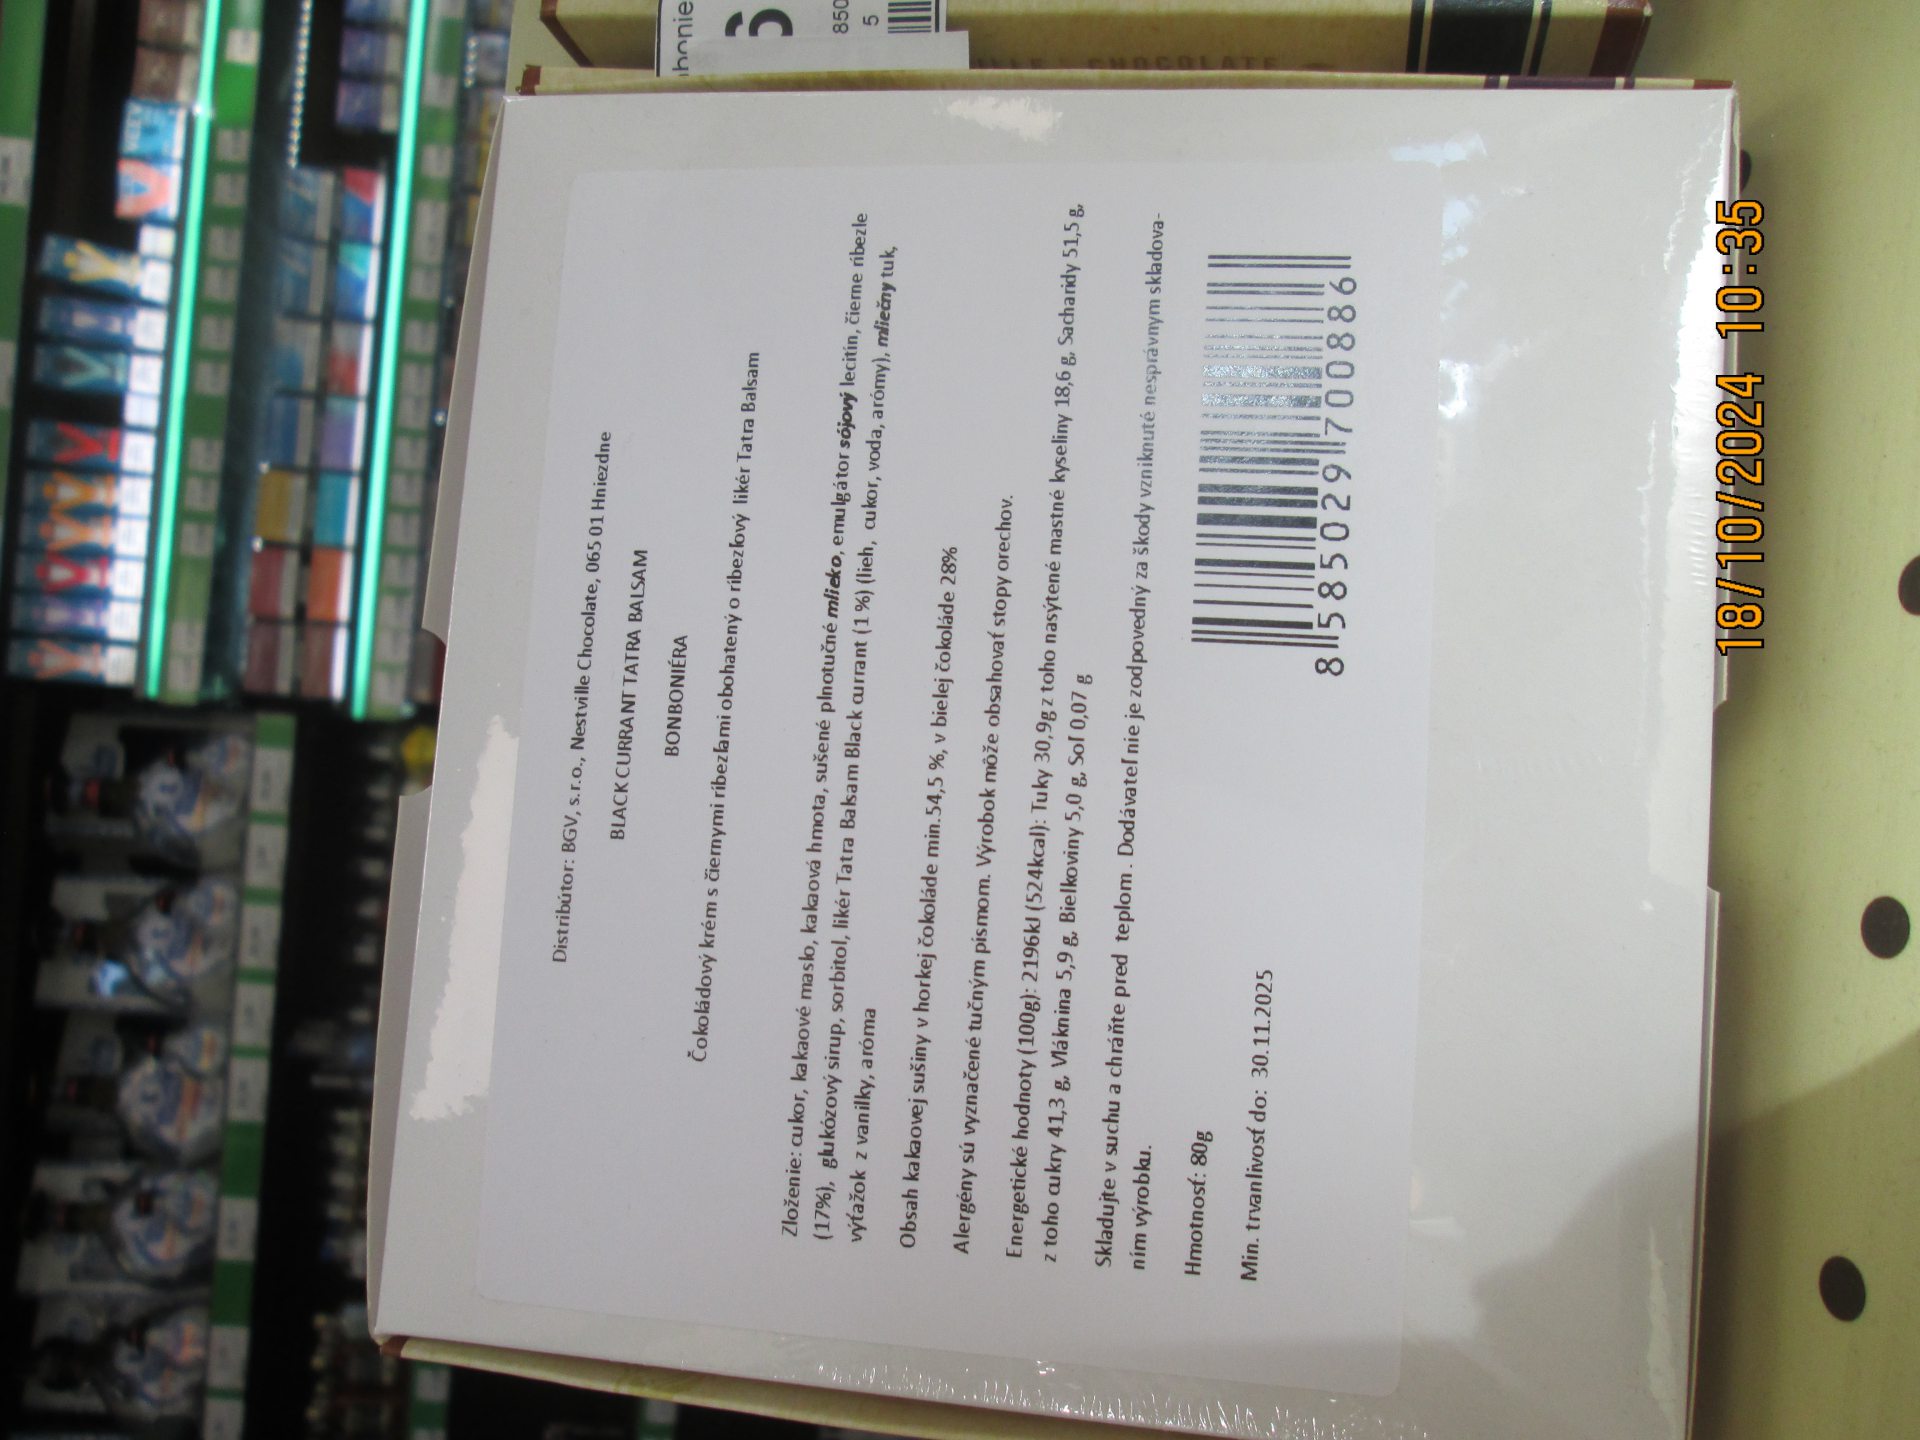 Distribútor: BGV, s.r.o., Nestville Chocolate, 065 01 Hniezdne
BLACK CURRANT TATRA BALSAM
BONBONIÉRA
Čokoládový krém s čiernymi ríbezľami obohatený o ríbezľový likér Tatra Balsam
Zloženie: cukor, kakaové maslo, kakaová hmota, sušené plnotučné mlieko, emulgátor sójový lecitín, čierne ríbezle
(17%), glukózový sirup, sorbitol, likér Tatra Balsam Black currant (1 %) (lieh, cukor, voda, arómy), mliečny tuk,
výťažok z vanilky, aróma
Obsah kakaovej sušiny v horkej čokoláde min.54,5 %, v bielej čokoláde 28%
Alergény sú vyznačené tučným písmom. Výrobok môže obsahovať stopy orechov.
Energetické hodnoty (100g): 2196kJ (524kcal): Tuky 30,9g z toho nasýtené mastné kyseliny 18,6 g, Sacharidy 51,5 g,
z toho cukry 41,3 g, Vláknina 5,9 g, Bielkoviny 5,0 g, Soľ 0,07 g
Skladujte v suchu a chráňte pred teplom . Dodávateľ nie je zodpovedný za škody vzniknuté nesprávnym skladova-
ním výrobku.
Hmotnosť: 80g
Min. trvanlivosť do: 30.11.2025
8 585029 700886
CHOCOLATE
850
5
18/10/2024 10:35